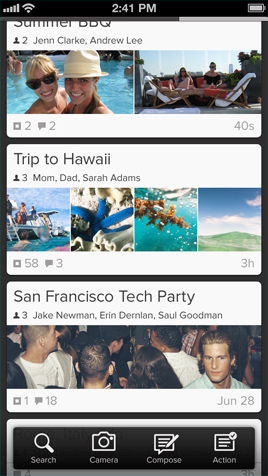 2:41 PM
Summer BBQ
2 Jenn Clarke, Andrew Lee
2 2 40s
Trip to Hawaii
3 Mom, Dad, Sarah Adams
58 3 3h
San Francisco Tech Party
3 Jake Newman, Erin Dernlan, Saul Goodman
1 18 Jun 28
Search Camera Compose Action